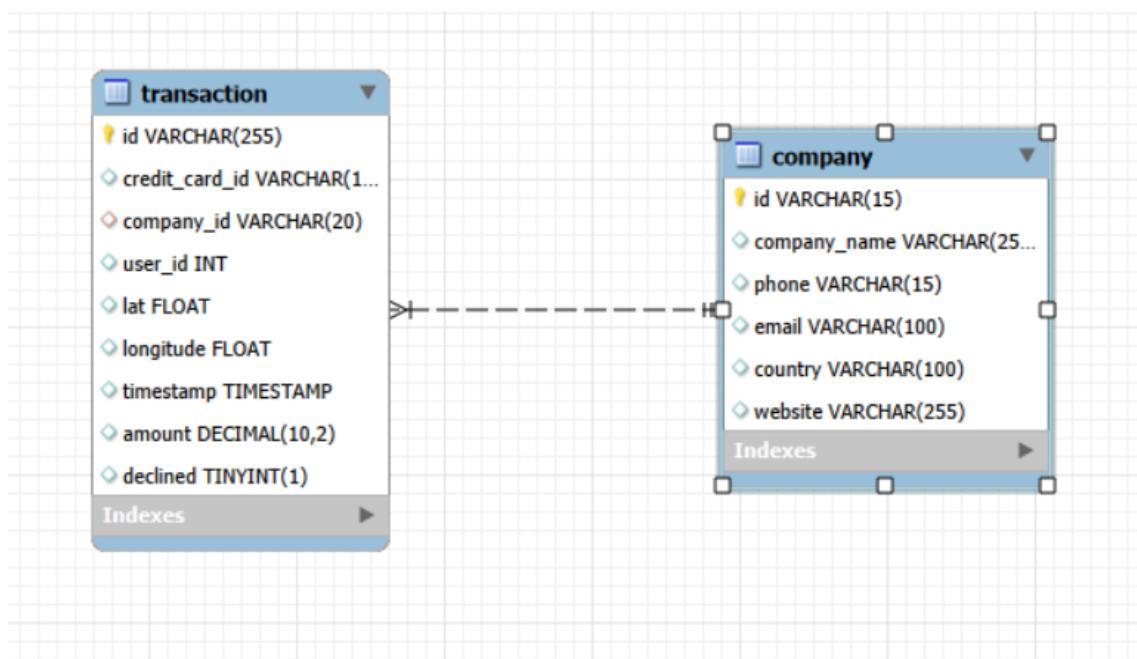 transaction
id VARCHAR(255)
credit_card_id VARCHAR(1...
company_id VARCHAR(20)
user_id INT
lat FLOAT
longitude FLOAT
timestamp TIMESTAMP
amount DECIMAL(10,2)
declined TINYINT(1)
Indexes
company
id VARCHAR(15)
company_name VARCHAR(25...
phone VARCHAR(15)
email VARCHAR(100)
country VARCHAR(100)
website VARCHAR(255)
Indexes